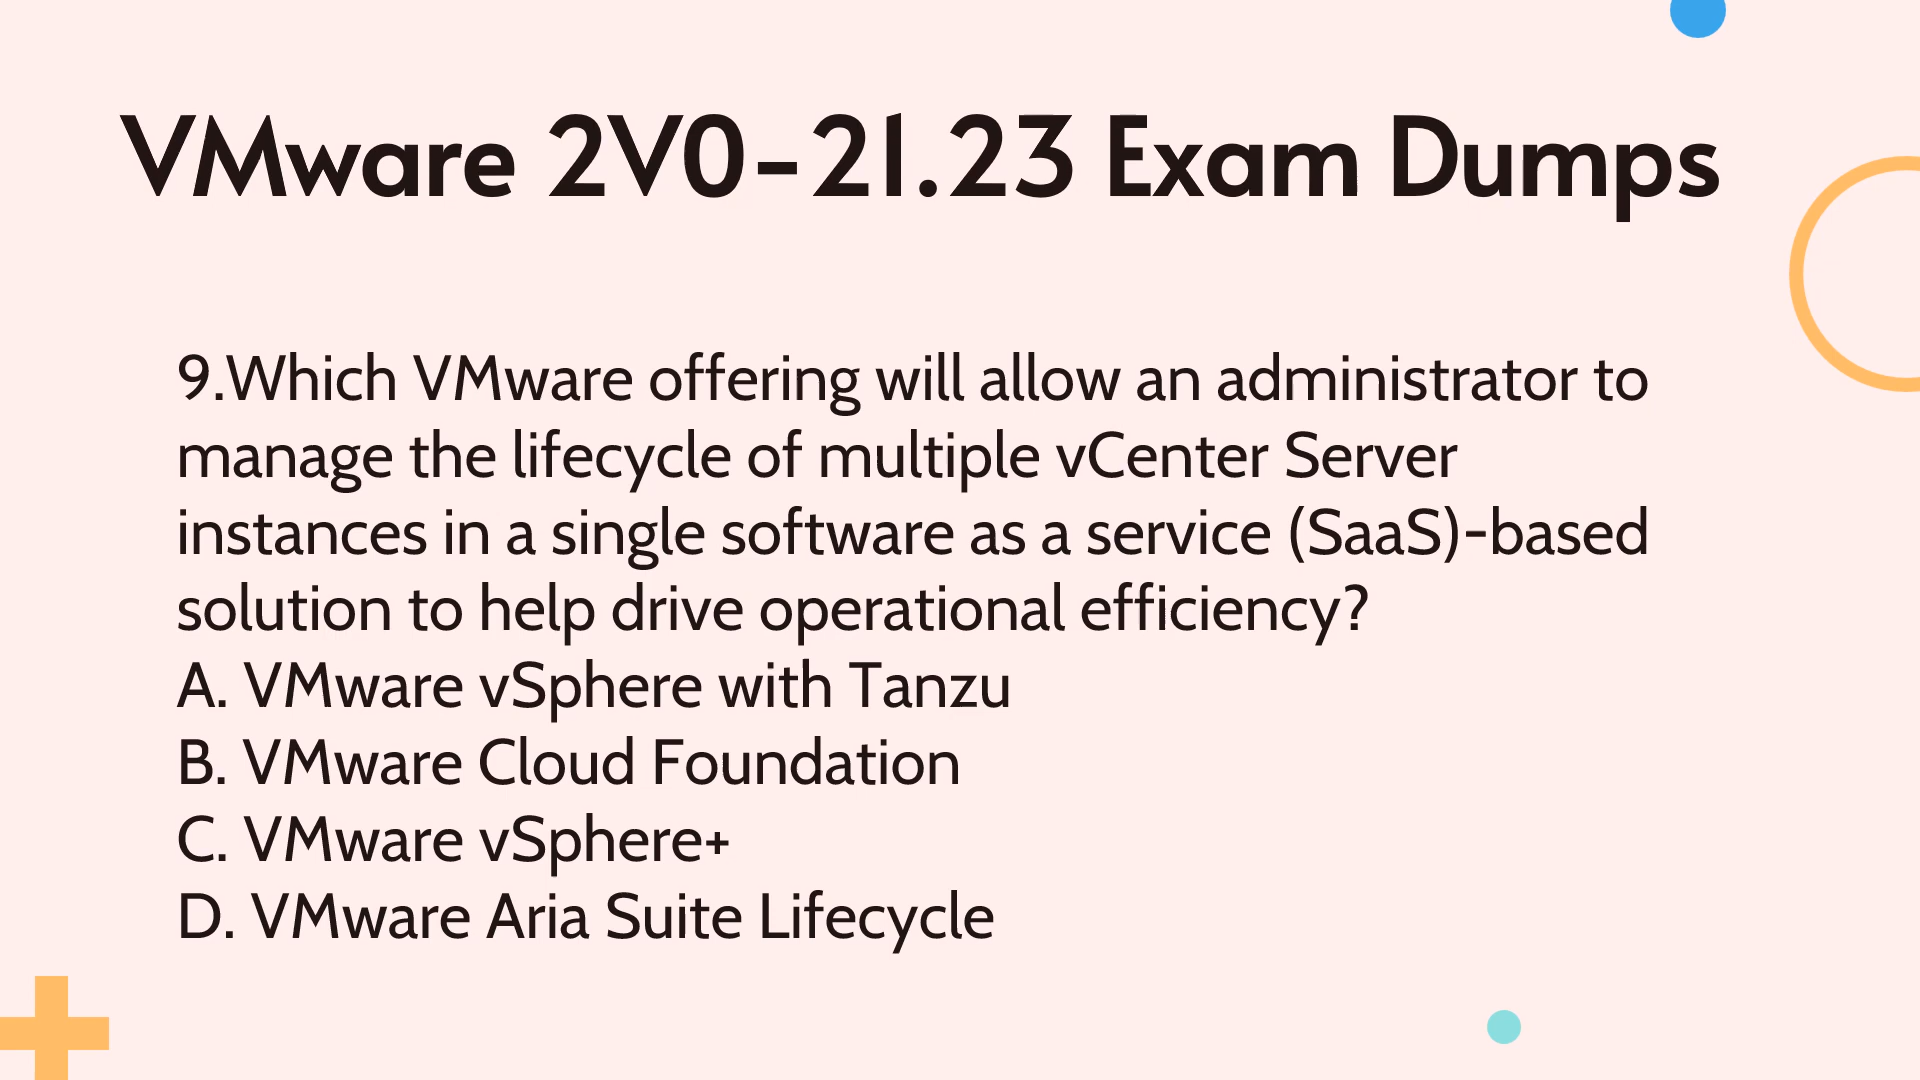 VMware 2V0-21.23 Exam Dumps
9.Which VMware offering will allow an administrator to
manage the lifecycle of multiple vCenter Server
instances in a single software as a service (SaaS)-based
solution to help drive operational efficiency?
A. VMware vSphere with Tanzu
B. VMware Cloud Foundation
C. VMware vSphere+
D. VMware Aria Suite Lifecycle